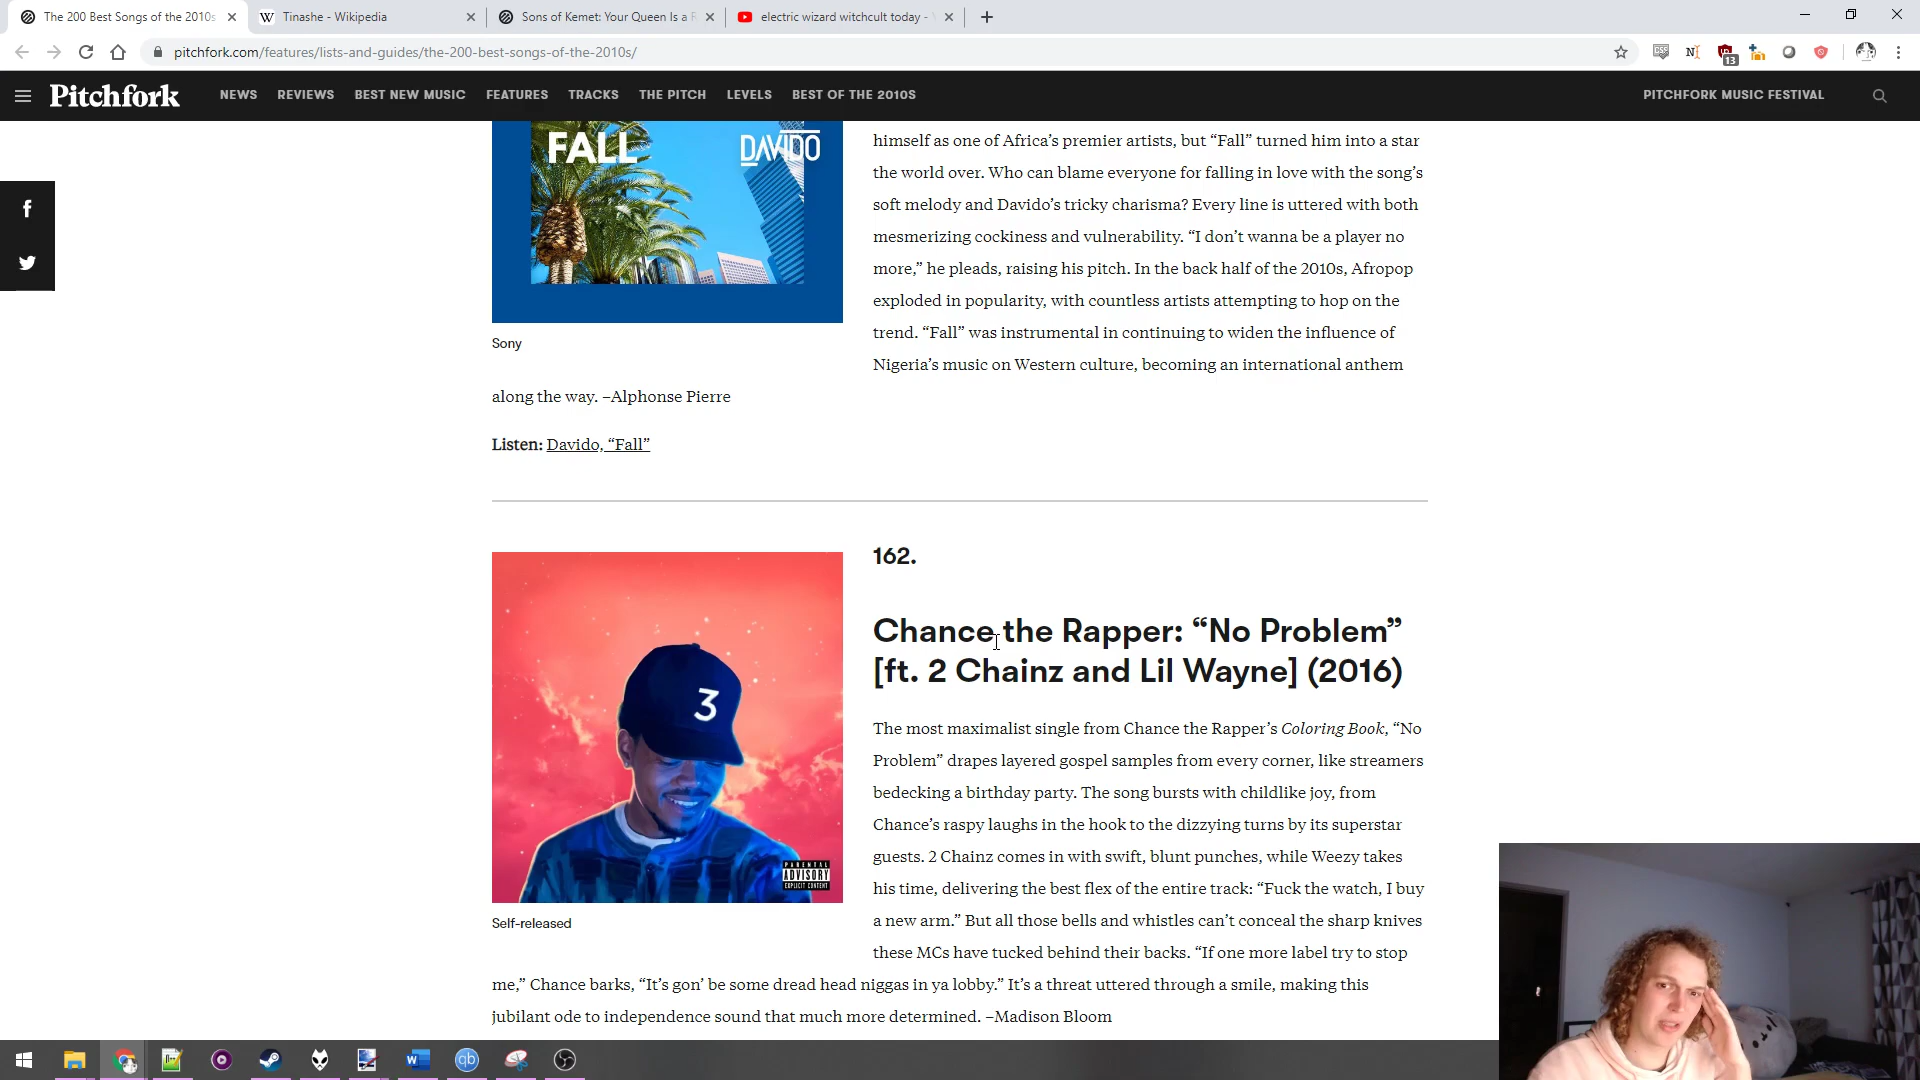 The 200 Best Songs of the 2010s
Tinashe - Wikipedia
Sons of Kemet: Your Queen Is a R
electric wizard witchcult today -
pitchfork.com/features/lists-and-guides/the-200-best-songs-of-the-2010s/
13
Pitchfork
NEWS REVIEWS BEST NEW MUSIC FEATURES TRACKS THE PITCH LEVELS BEST OF THE 2010S PITCHFORK MUSIC FESTIVAL
FALL DAVIDO
himself as one of Africa’s premier artists, but “Fall” turned him into a star
the world over. Who can blame everyone for falling in love with the song’s
soft melody and Davido’s tricky charisma? Every line is uttered with both
mesmerizing cockiness and vulnerability. “I don’t wanna be a player no
more,” he pleads, raising his pitch. In the back half of the 2010s, Afropop
exploded in popularity, with countless artists attempting to hop on the
trend. “Fall” was instrumental in continuing to widen the influence of
Nigeria’s music on Western culture, becoming an international anthem
Sony
along the way. –Alphonse Pierre
Listen: Davido, “Fall”
162.
Chance the Rapper: “No Problem”
[ft. 2 Chainz and Lil Wayne] (2016)
3
PARENTAL
ADVISORY
EXPLICIT CONTENT
Self-released
The most maximalist single from Chance the Rapper’s Coloring Book, “No
Problem” drapes layered gospel samples from every corner, like streamers
bedecking a birthday party. The song bursts with childlike joy, from
Chance’s raspy laughs in the hook to the dizzying turns by its superstar
guests. 2 Chainz comes in with swift, blunt punches, while Weezy takes
his time, delivering the best flex of the entire track: “Fuck the watch, I buy
a new arm.” But all those bells and whistles can’t conceal the sharp knives
these MCs have tucked behind their backs. “If one more label try to stop
me,” Chance barks, “It’s gon’ be some dread head niggas in ya lobby.” It’s a threat uttered through a smile, making this
jubilant ode to independence sound that much more determined. –Madison Bloom